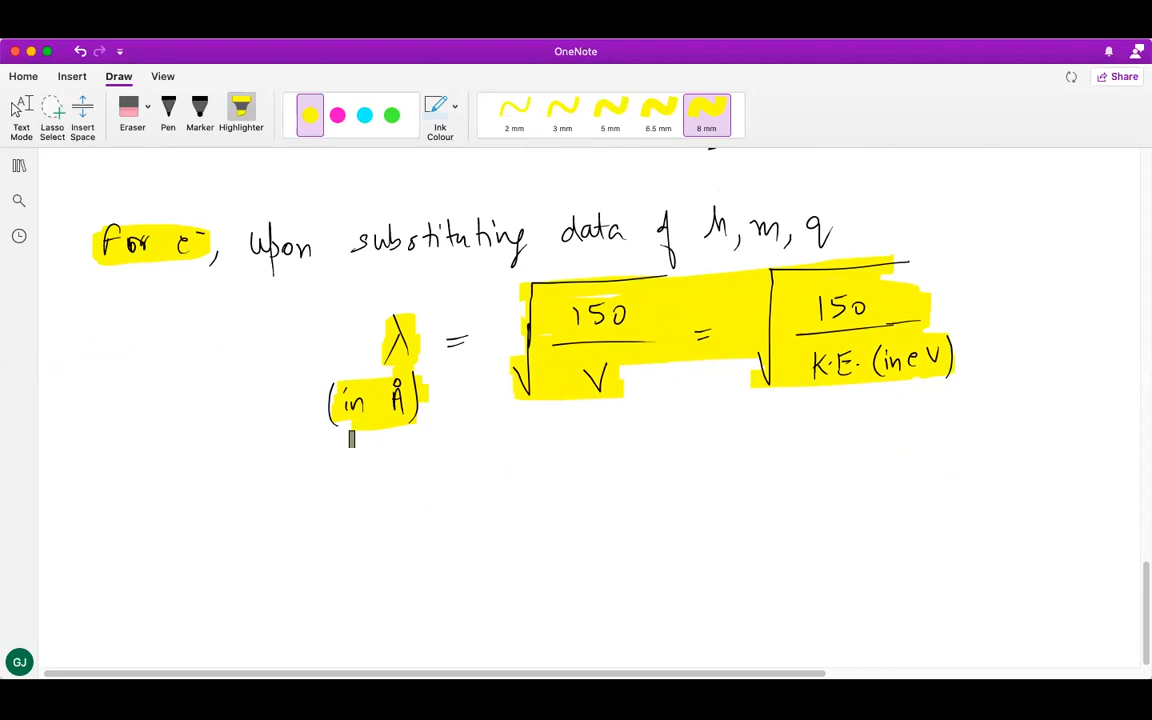 OneNote
Home Insert Draw View Share
Text Mode Lasso Select Insert Space Eraser Pen Marker Highlighter Ink Colour 2 mm 3 mm 5 mm 6.5 mm 8 mm
For e⁻, upon substituting data of h, m, q
λ = √(150/V) = √(150/K.E. (in eV))
(in Å)
GJ